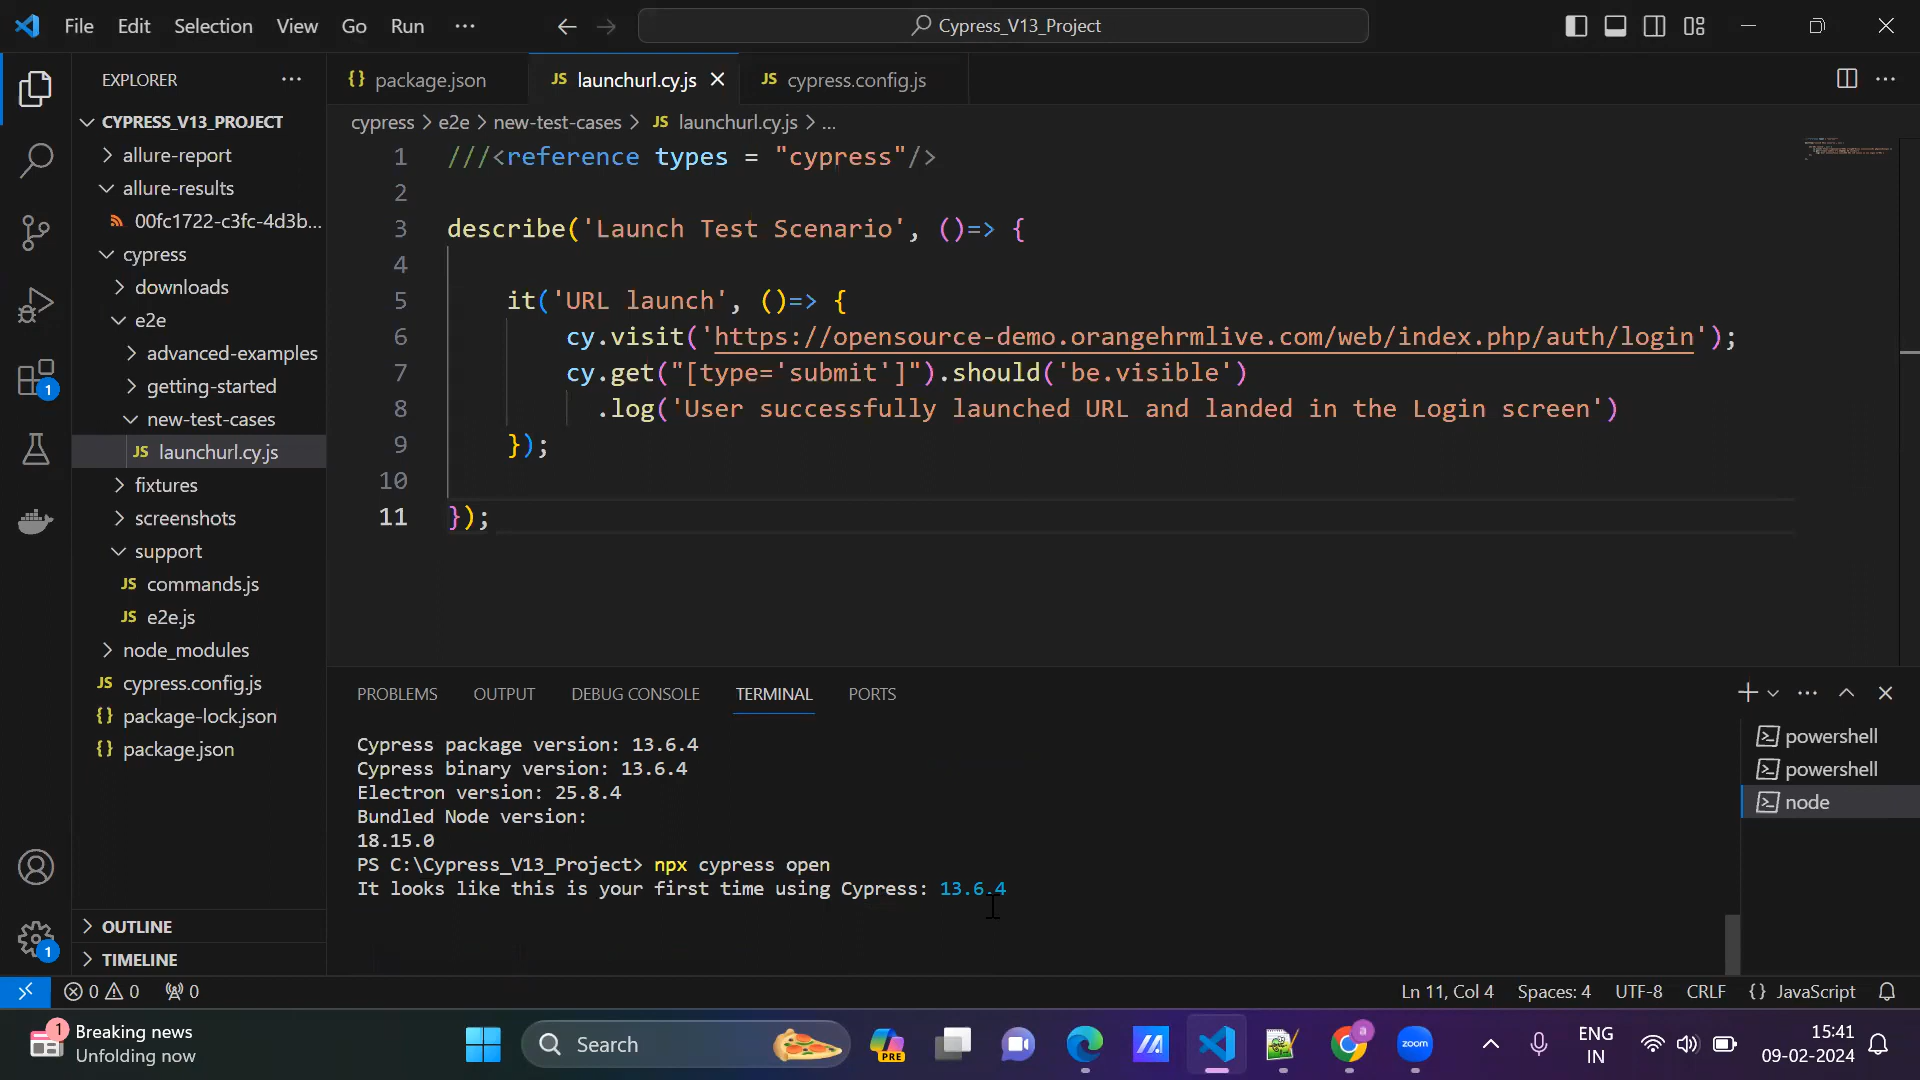 File Edit Selection View Go Run ...
Cypress_V13_Project
EXPLORER
CYPRESS_V13_PROJECT
allure-report
allure-results
00fc1722-c3fc-4d3b...
cypress
downloads
e2e
advanced-examples
getting-started
new-test-cases
JS launchurl.cy.js
fixtures
screenshots
support
JS commands.js
JS e2e.js
node_modules
JS cypress.config.js
{} package-lock.json
{} package.json
OUTLINE
TIMELINE
{} package.json JS launchurl.cy.js JS cypress.config.js
cypress > e2e > new-test-cases > JS launchurl.cy.js > ...
1 ///<reference types = "cypress"/>
2
3 describe('Launch Test Scenario', ()=> {
4
5 it('URL launch', ()=> {
6 cy.visit('https://opensource-demo.orangehrmlive.com/web/index.php/auth/login');
7 cy.get("[type='submit']").should('be.visible')
8 .log('User successfully launched URL and landed in the Login screen')
9 });
10
11 });
PROBLEMS OUTPUT DEBUG CONSOLE TERMINAL PORTS
Cypress package version: 13.6.4
Cypress binary version: 13.6.4
Electron version: 25.8.4
Bundled Node version:
18.15.0
PS C:\Cypress_V13_Project> npx cypress open
It looks like this is your first time using Cypress: 13.6.4
powershell
powershell
node
1
1
0 0 0
Ln 11, Col 4 Spaces: 4 UTF-8 CRLF {} JavaScript
1 Breaking news
Unfolding now
Search
PRE
a
zoom
ENG
IN
15:41
09-02-2024